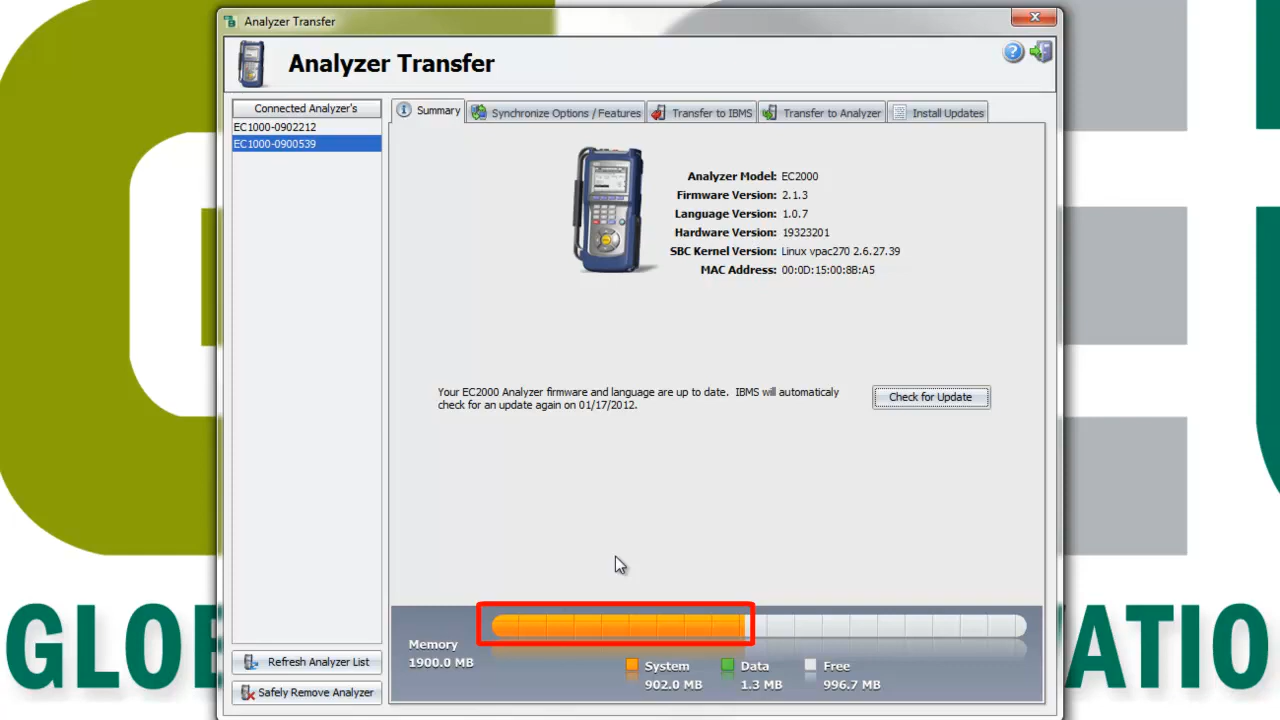 Analyzer Transfer
Analyzer Transfer
Connected Analyzer's
EC1000-0902212
EC1000-0900539
Summary
Synchronize Options / Features
Transfer to IBMS
Transfer to Analyzer
Install Updates
Analyzer Model: EC2000
Firmware Version: 2.1.3
Language Version: 1.0.7
Hardware Version: 19323201
SBC Kernel Version: Linux vpac270 2.6.27.39
MAC Address: 00:0D:15:00:8B:A5
Your EC2000 Analyzer firmware and language are up to date. IBMS will automaticaly
check for an update again on 01/17/2012.
Check for Update
Memory
1900.0 MB
System
902.0 MB
Data
1.3 MB
Free
996.7 MB
Refresh Analyzer List
Safely Remove Analyzer
GLOB
VATIO